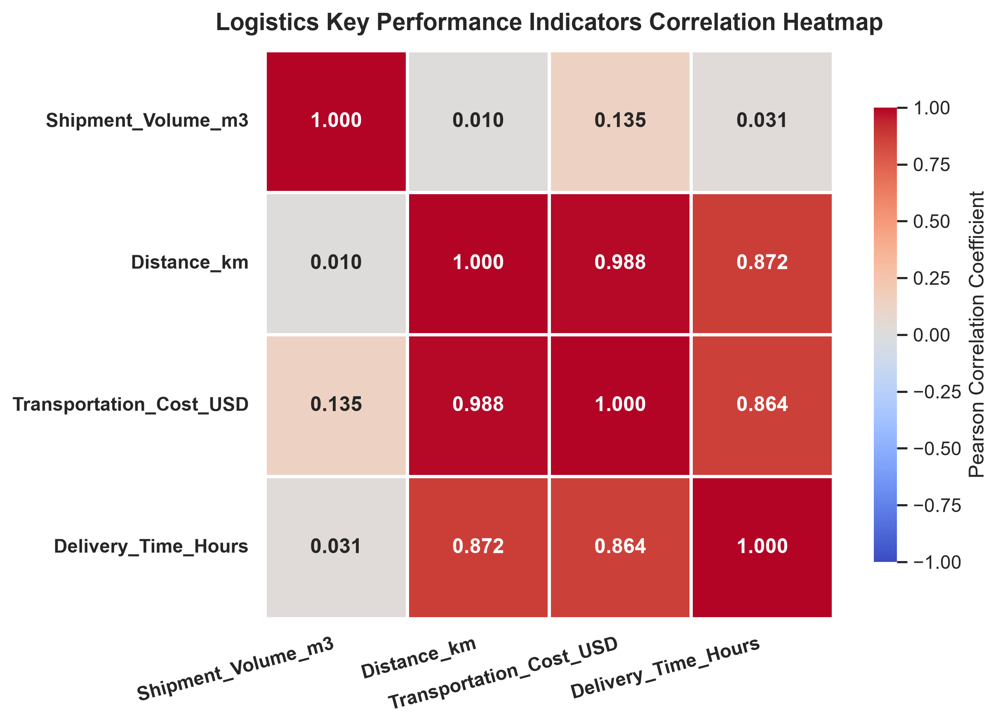 Logistics Key Performance Indicators Correlation Heatmap
Shipment_Volume_m3 1.000 0.010 0.135 0.031
Distance_km 0.010 1.000 0.988 0.872
Transportation_Cost_USD 0.135 0.988 1.000 0.864
Delivery_Time_Hours 0.031 0.872 0.864 1.000
Shipment_Volume_m3
Distance_km
Transportation_Cost_USD
Delivery_Time_Hours
1.00
0.75
0.50
0.25
0.00
−0.25
−0.50
−0.75
−1.00
Pearson Correlation Coefficient